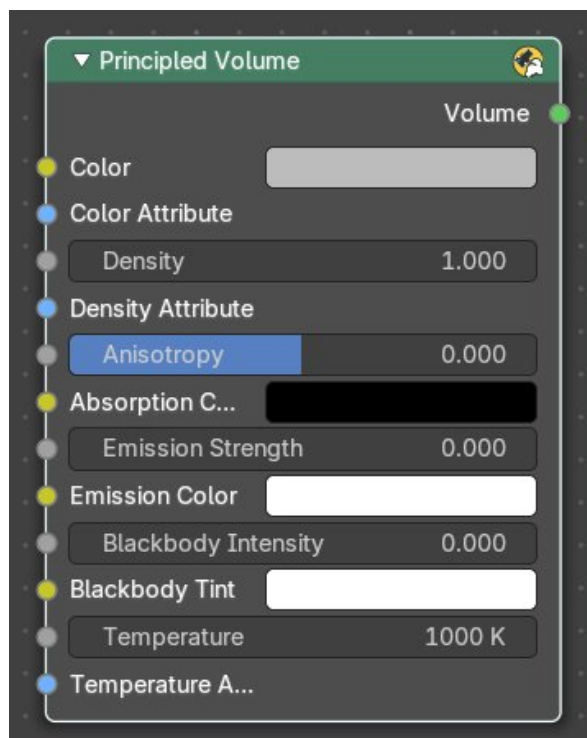 Principled Volume
Volume
Color
Color Attribute
Density 1.000
Density Attribute
Anisotropy 0.000
Absorption C...
Emission Strength 0.000
Emission Color
Blackbody Intensity 0.000
Blackbody Tint
Temperature 1000 K
Temperature A...